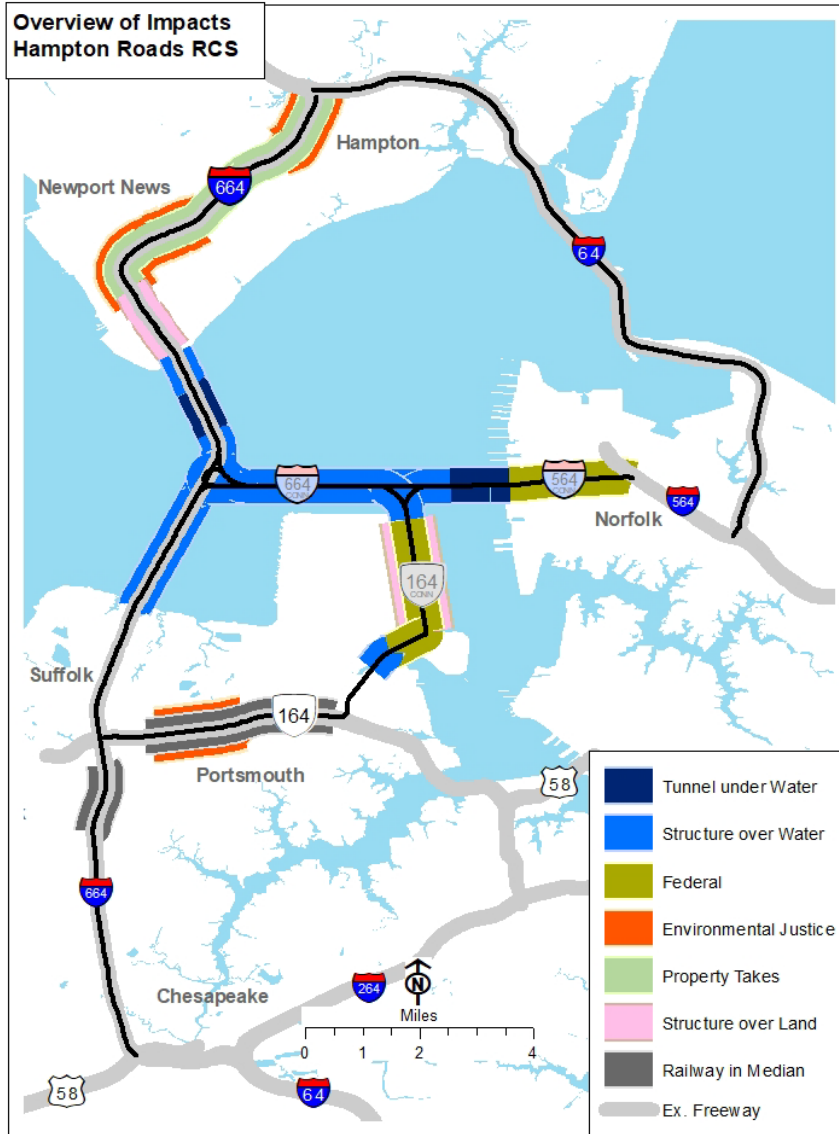 Overview of Impacts
Hampton Roads RCS
Hampton
Newport News
664
64
664
CONN
564
CONN
564
Norfolk
164
CONN
Suffolk
164
Portsmouth
58
664
Chesapeake
264
N
Miles
0 1 2 4
58
64
Tunnel under Water
Structure over Water
Federal
Environmental Justice
Property Takes
Structure over Land
Railway in Median
Ex. Freeway